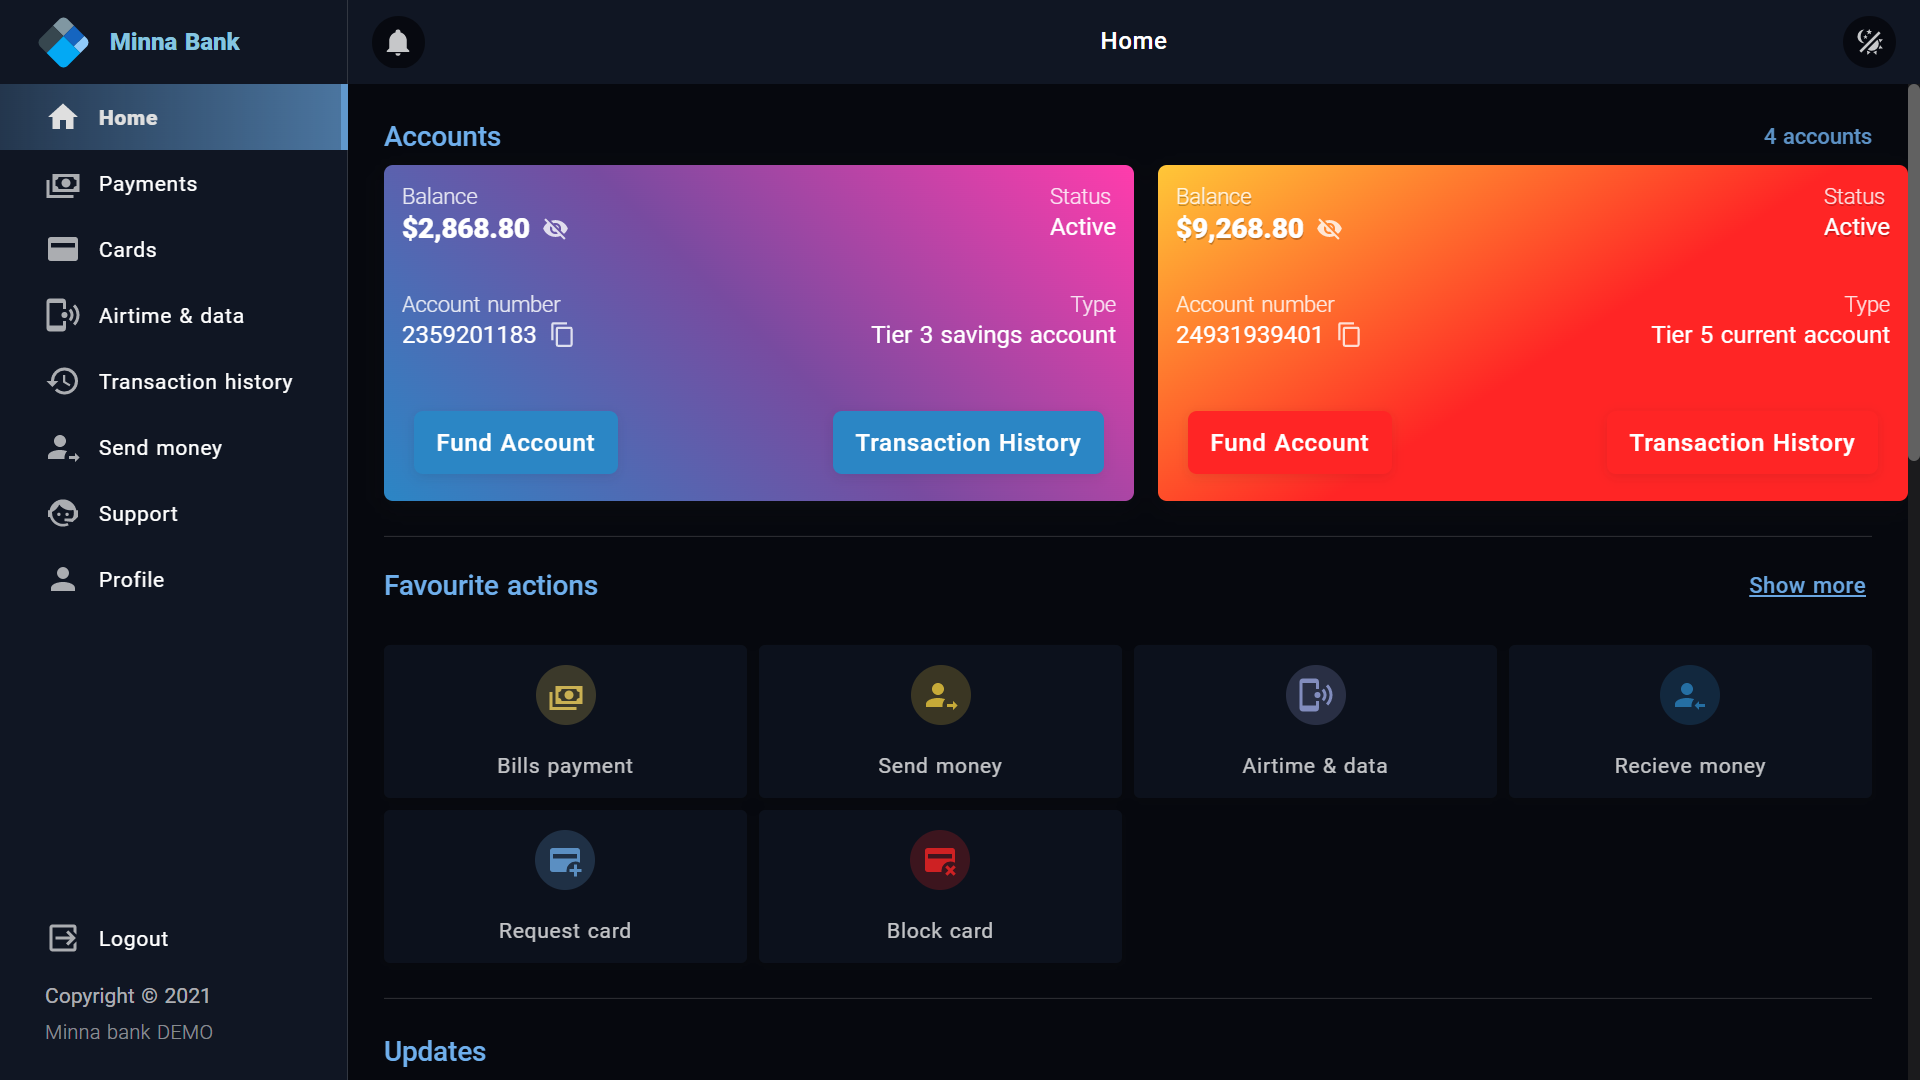 Minna Bank
Home
Payments
Cards
Airtime & data
Transaction history
Send money
Support
Profile
Logout
Copyright © 2021
Minna bank DEMO
Home
Accounts
4 accounts
Balance
Status
$2,868.80
Active
Account number
Type
2359201183
Tier 3 savings account
Fund Account
Transaction History
Balance
Status
$9,268.80
Active
Account number
Type
24931939401
Tier 5 current account
Fund Account
Transaction History
Favourite actions
Show more
Bills payment
Send money
Airtime & data
Recieve money
Request card
Block card
Updates